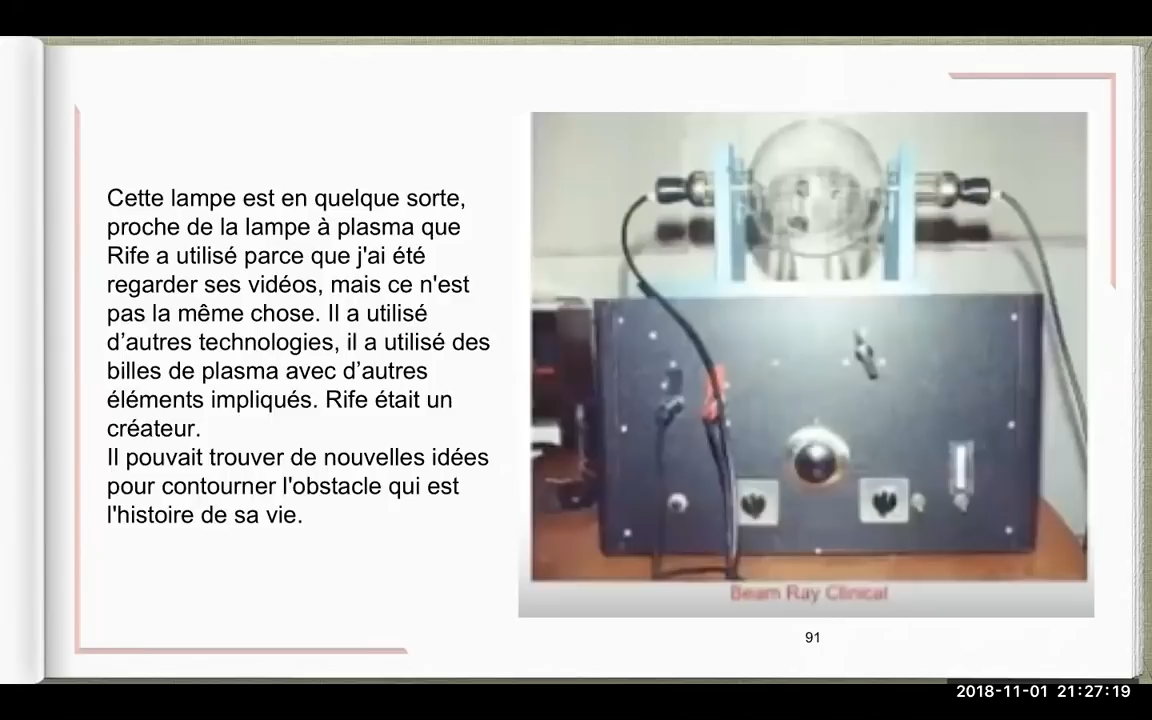 Cette lampe est en quelque sorte,
proche de la lampe à plasma que
Rife a utilisé parce que j'ai été
regarder ses vidéos, mais ce n'est
pas la même chose. Il a utilisé
d’autres technologies, il a utilisé des
billes de plasma avec d’autres
éléments impliqués. Rife était un
créateur.
Il pouvait trouver de nouvelles idées
pour contourner l'obstacle qui est
l'histoire de sa vie.
Beam Ray Clinical
91
2018-11-01 21:27:19